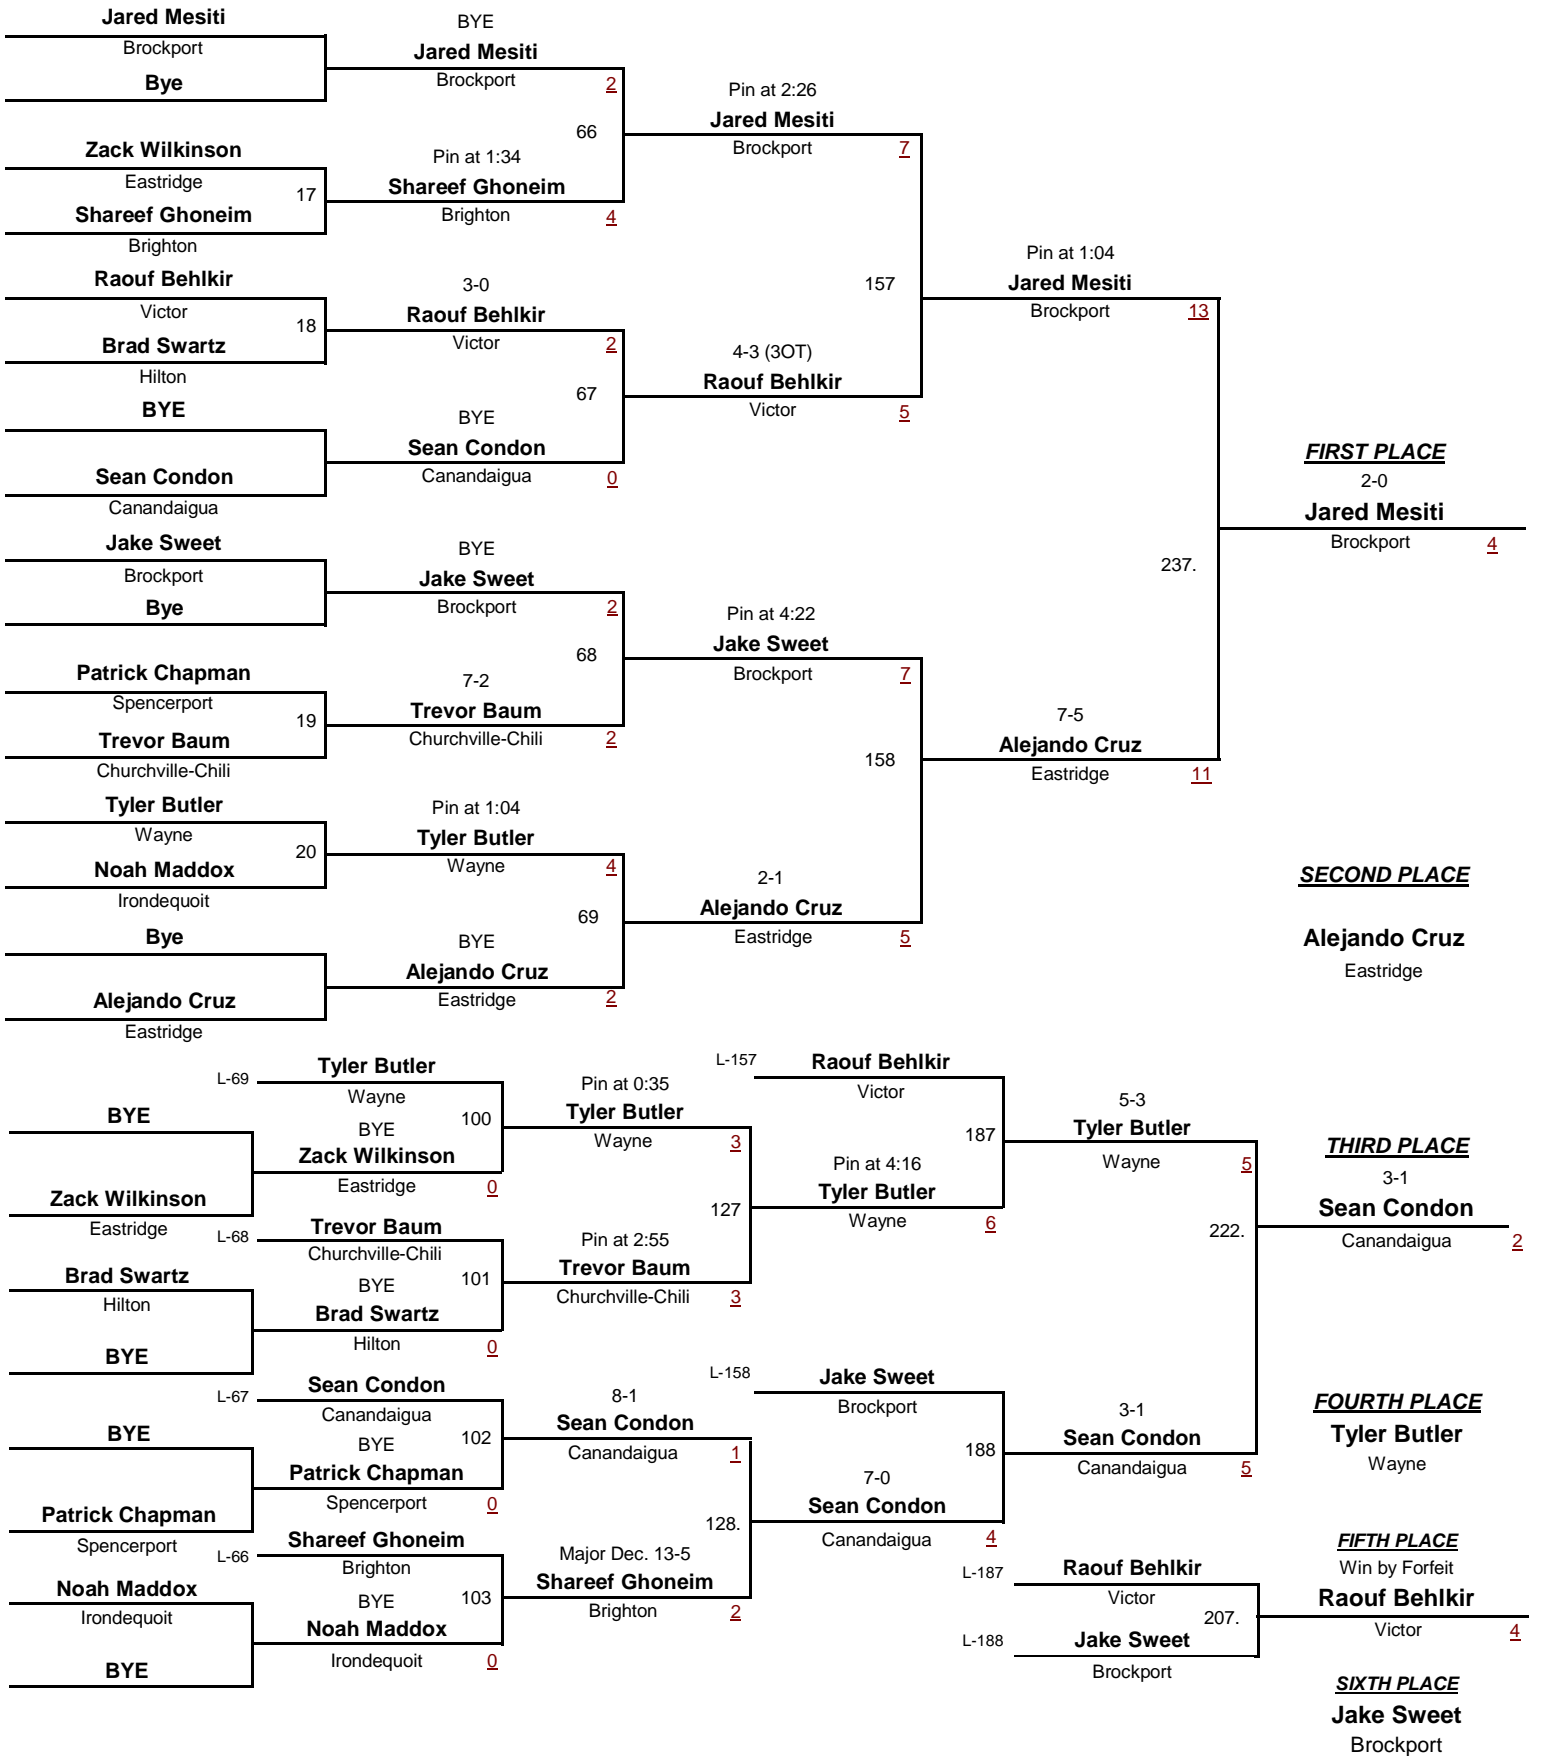 Jared Mesiti
Brockport
Bye
Zack Wilkinson
Eastridge
17
Shareef Ghoneim
Brighton
Raouf Behlkir
Victor
18
Brad Swartz
Hilton
BYE
Sean Condon
Canandaigua
Jake Sweet
Brockport
Bye
Patrick Chapman
Spencerport
19
Trevor Baum
Churchville-Chili
Tyler Butler
Wayne
20
Noah Maddox
Irondequoit
Bye
Alejando Cruz
Eastridge
BYE
Jared Mesiti
Brockport
2
66
Pin at 1:34
Shareef Ghoneim
Brighton
4
3-0
Raouf Behlkir
Victor
2
67
BYE
Sean Condon
Canandaigua
0
BYE
Jake Sweet
Brockport
2
68
7-2
Trevor Baum
Churchville-Chili
2
Pin at 1:04
Tyler Butler
Wayne
4
69
BYE
Alejando Cruz
Eastridge
2
Pin at 2:26
Jared Mesiti
Brockport
7
157
4-3 (3OT)
Raouf Behlkir
Victor
5
Pin at 4:22
Jake Sweet
Brockport
7
158
2-1
Alejando Cruz
Eastridge
5
Pin at 1:04
Jared Mesiti
Brockport
13
237.
7-5
Alejando Cruz
Eastridge
11
FIRST PLACE
2-0
Jared Mesiti
Brockport
4
SECOND PLACE
Alejando Cruz
Eastridge
BYE
Zack Wilkinson
Eastridge
Brad Swartz
Hilton
BYE
BYE
Patrick Chapman
Spencerport
Noah Maddox
Irondequoit
BYE
L-69
Tyler Butler
Wayne
100
BYE
Zack Wilkinson
Eastridge
0
L-68
Trevor Baum
Churchville-Chili
101
BYE
Brad Swartz
Hilton
0
L-67
Sean Condon
Canandaigua
102
BYE
Patrick Chapman
Spencerport
0
L-66
Shareef Ghoneim
Brighton
103
BYE
Noah Maddox
Irondequoit
0
Pin at 0:35
Tyler Butler
Wayne
3
127
Pin at 2:55
Trevor Baum
Churchville-Chili
3
8-1
Sean Condon
Canandaigua
1
128.
Major Dec. 13-5
Shareef Ghoneim
Brighton
2
L-157
Raouf Behlkir
Victor
187
Pin at 4:16
Tyler Butler
Wayne
6
L-158
Jake Sweet
Brockport
188
7-0
Sean Condon
Canandaigua
4
5-3
Tyler Butler
Wayne
5
222.
3-1
Sean Condon
Canandaigua
5
L-187
Raouf Behlkir
Victor
207.
L-188
Jake Sweet
Brockport
THIRD PLACE
3-1
Sean Condon
Canandaigua
2
FOURTH PLACE
Tyler Butler
Wayne
FIFTH PLACE
Win by Forfeit
Raouf Behlkir
Victor
4
SIXTH PLACE
Jake Sweet
Brockport